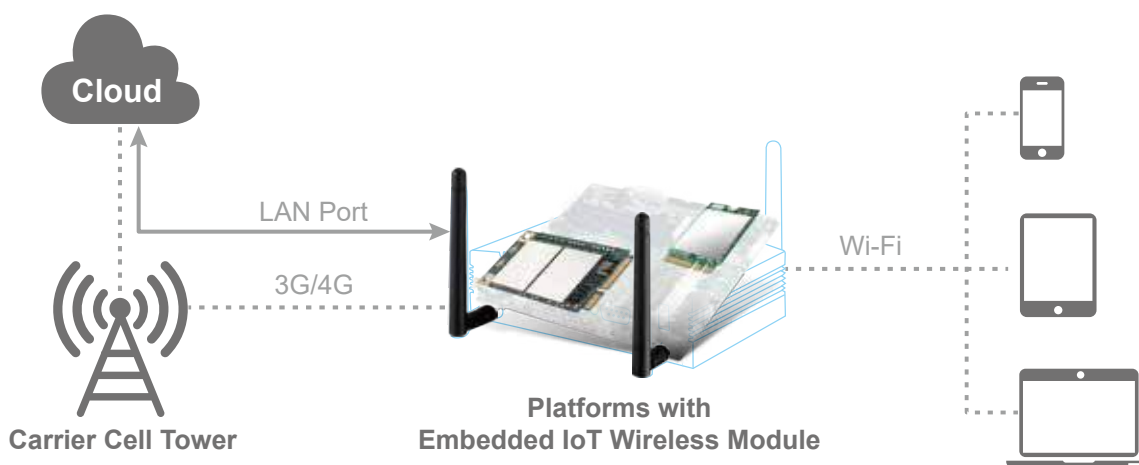 Cloud
LAN Port
Wi-Fi
3G/4G
Platforms with
Embedded IoT Wireless Module
Carrier Cell Tower